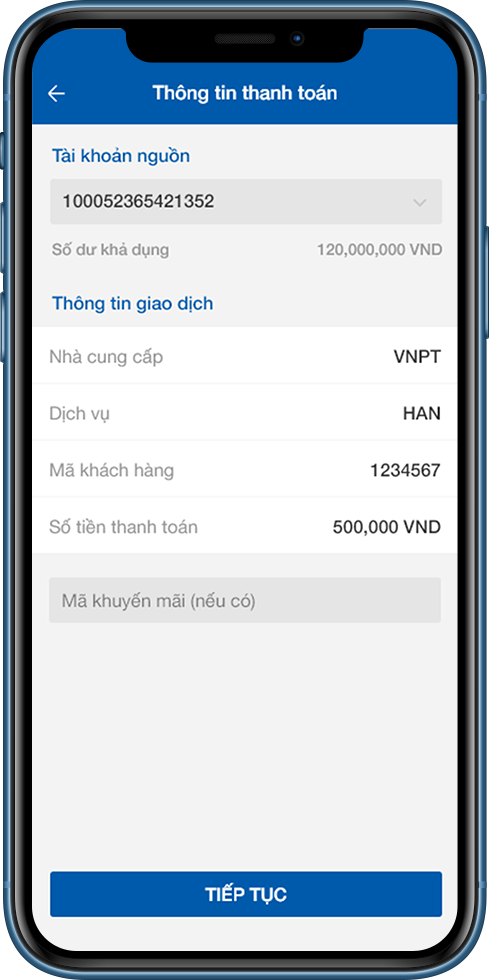 Thông tin thanh toán
Tài khoản nguồn
100052365421352
Số dư khả dụng 120,000,000 VND
Thông tin giao dịch
Nhà cung cấp VNPT
Dịch vụ HAN
Mã khách hàng 1234567
Số tiền thanh toán 500,000 VND
Mã khuyến mãi (nếu có)
TIẾP TỤC